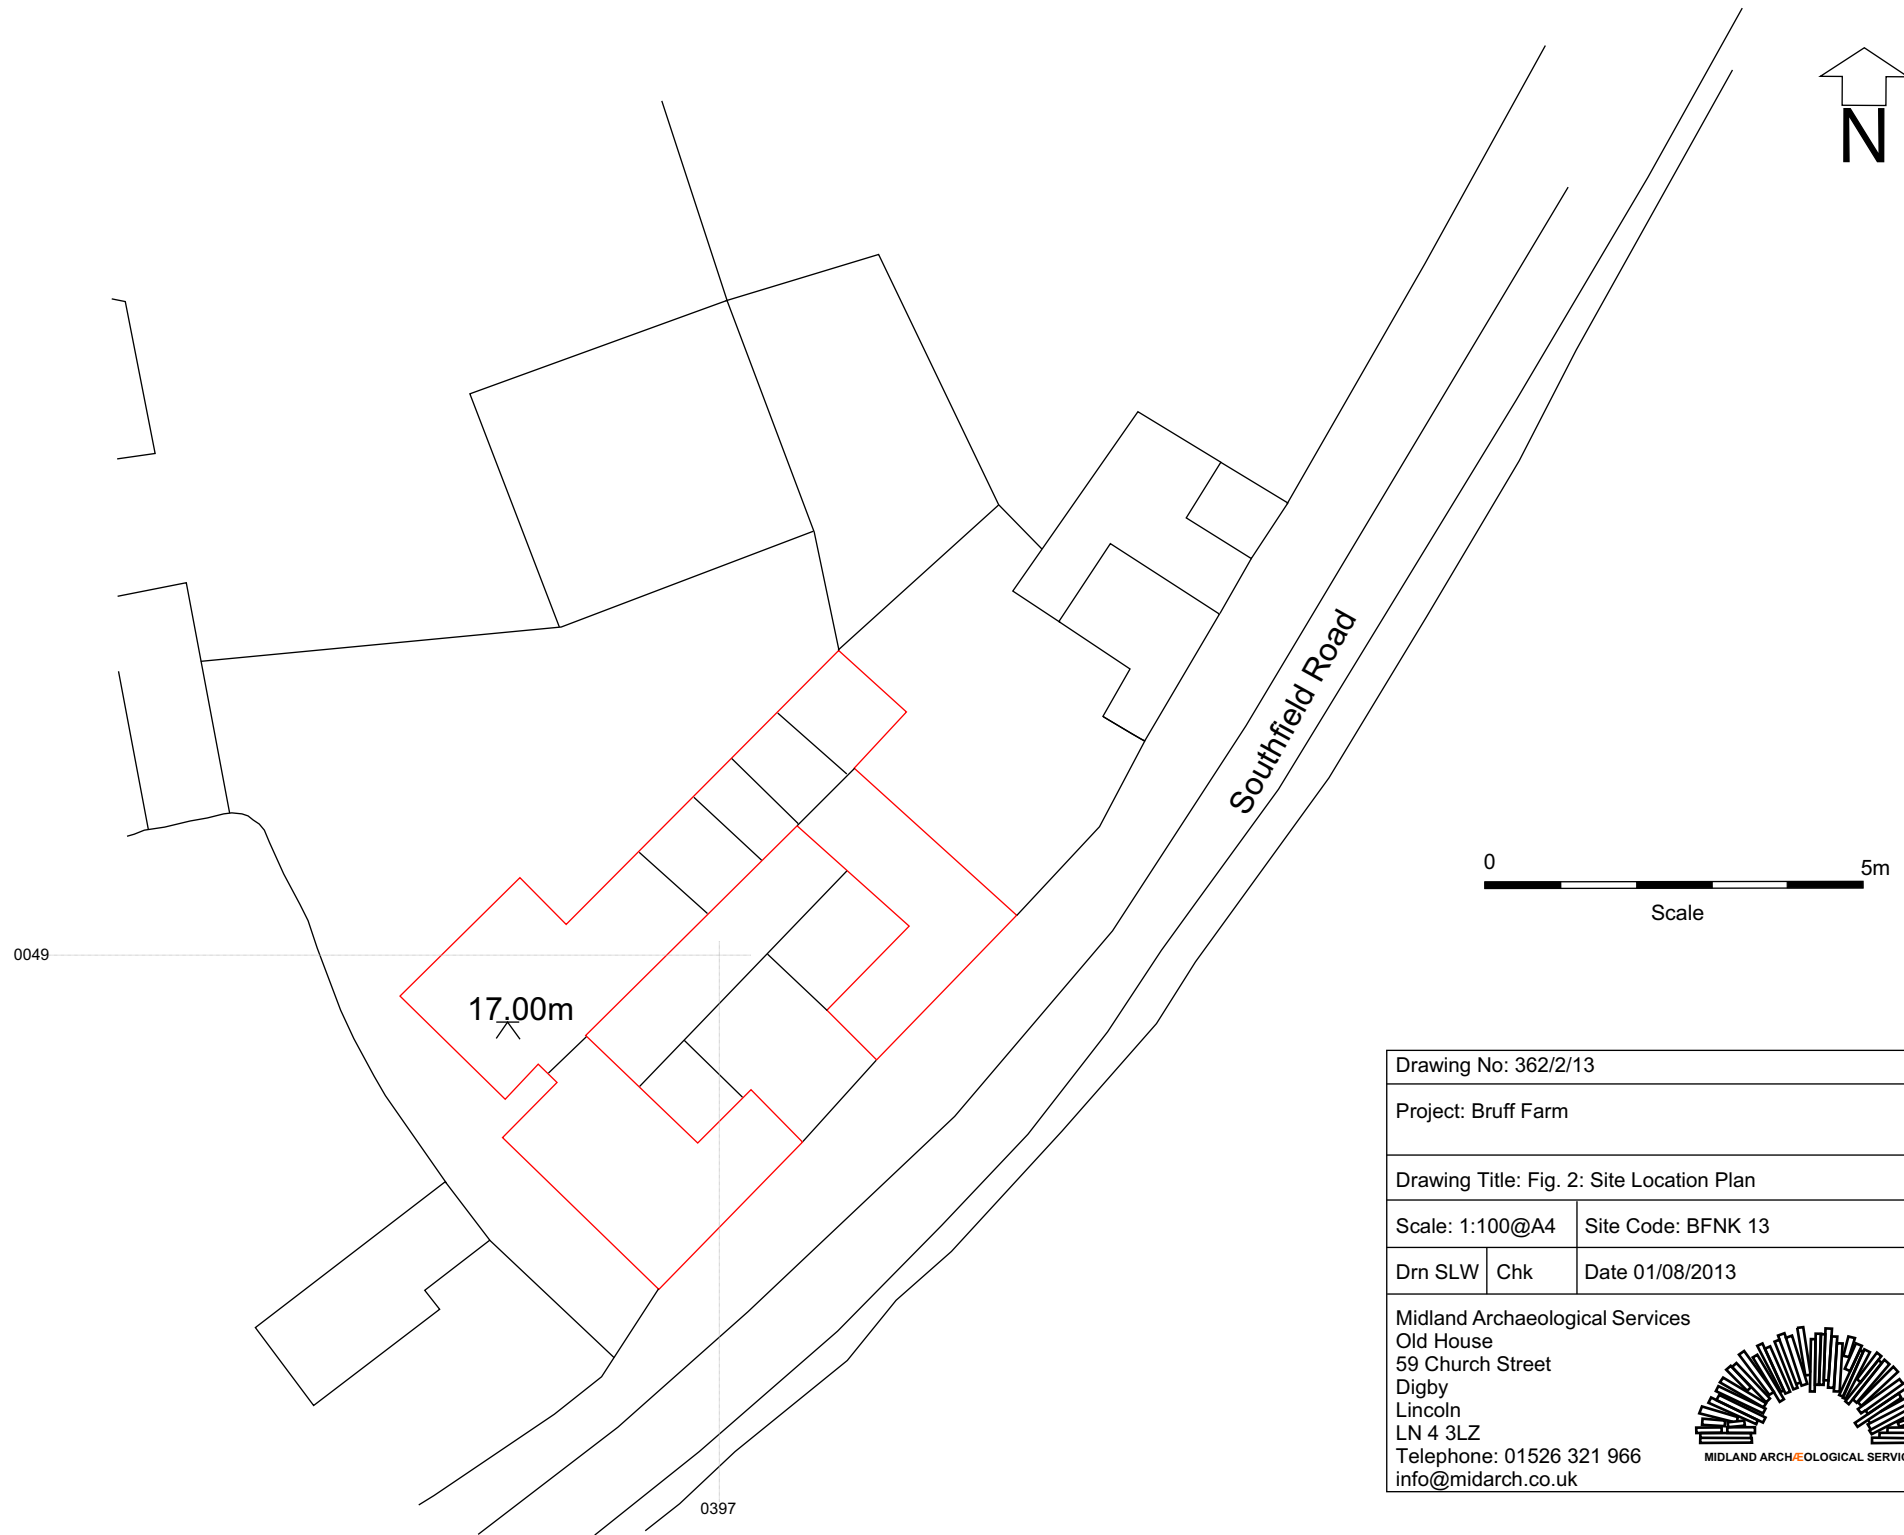 N
Southfield Road
0 5m
Scale
0049
17.00m
0397
Drawing No: 362/2/13
Project: Bruff Farm
Drawing Title: Fig. 2: Site Location Plan
Scale: 1:100@A4 Site Code: BFNK 13
Drn SLW Chk Date 01/08/2013
Midland Archaeological Services
Old House
59 Church Street
Digby
Lincoln
LN 4 3LZ
Telephone: 01526 321 966
info@midarch.co.uk
MIDLAND ARCHÆOLOGICAL